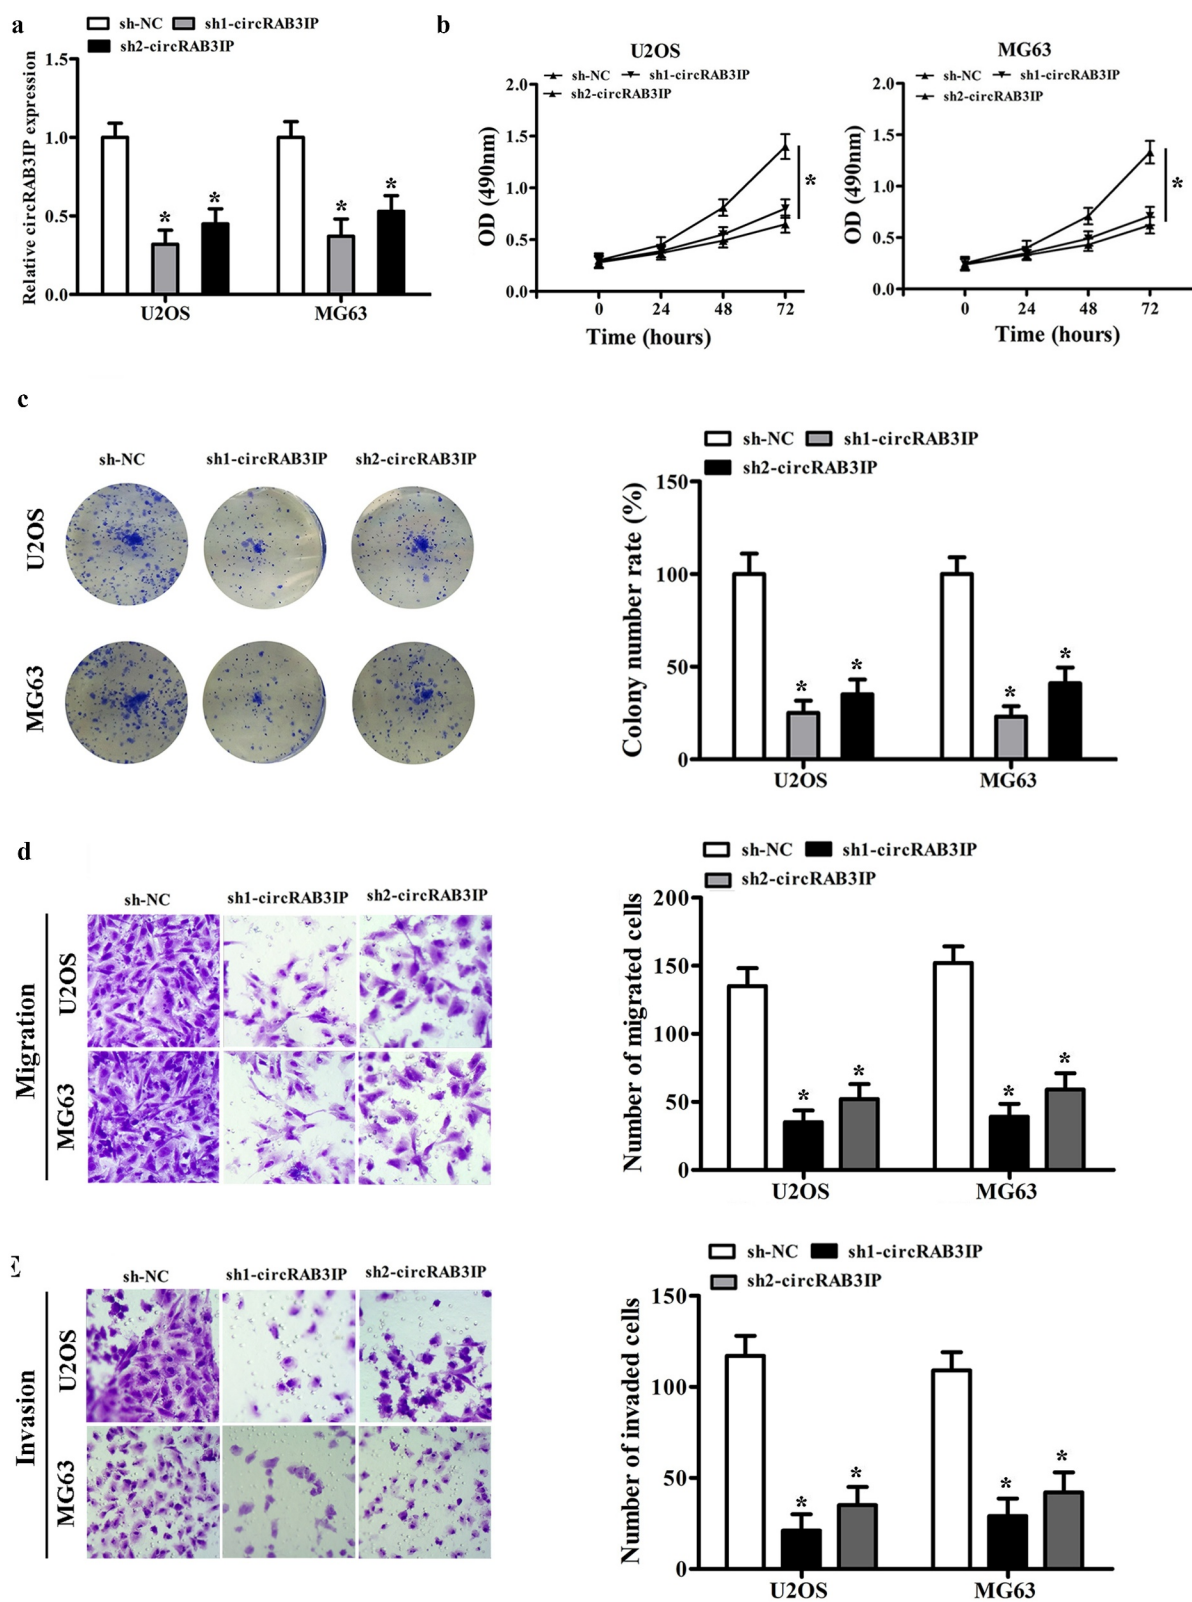 a
sh-NC sh1-circRAB3IP
sh2-circRAB3IP
Relative circRAB3IP expression
1.5
1.0
0.5
0.0
* * * *
U2OS MG63
b
U2OS
sh-NC sh1-circRAB3IP
sh2-circRAB3IP
OD (490nm)
2.0
1.5
1.0
0.5
0.0
*
0 24 48 72
Time (hours)
MG63
sh-NC sh1-circRAB3IP
sh2-circRAB3IP
OD (490nm)
2.0
1.5
1.0
0.5
0.0
*
0 24 48 72
Time (hours)
c
sh-NC sh1-circRAB3IP sh2-circRAB3IP
U2OS
MG63
sh-NC sh1-circRAB3IP
sh2-circRAB3IP
Colony number rate (%)
150
100
50
0
* * * *
U2OS MG63
d
sh-NC sh1-circRAB3IP sh2-circRAB3IP
Migration
U2OS
MG63
sh-NC sh1-circRAB3IP
sh2-circRAB3IP
Number of migrated cells
200
150
100
50
0
* * * *
U2OS MG63
E
sh-NC sh1-circRAB3IP sh2-circRAB3IP
Invasion
U2OS
MG63
sh-NC sh1-circRAB3IP
sh2-circRAB3IP
Number of invaded cells
150
100
50
0
* * * *
U2OS MG63